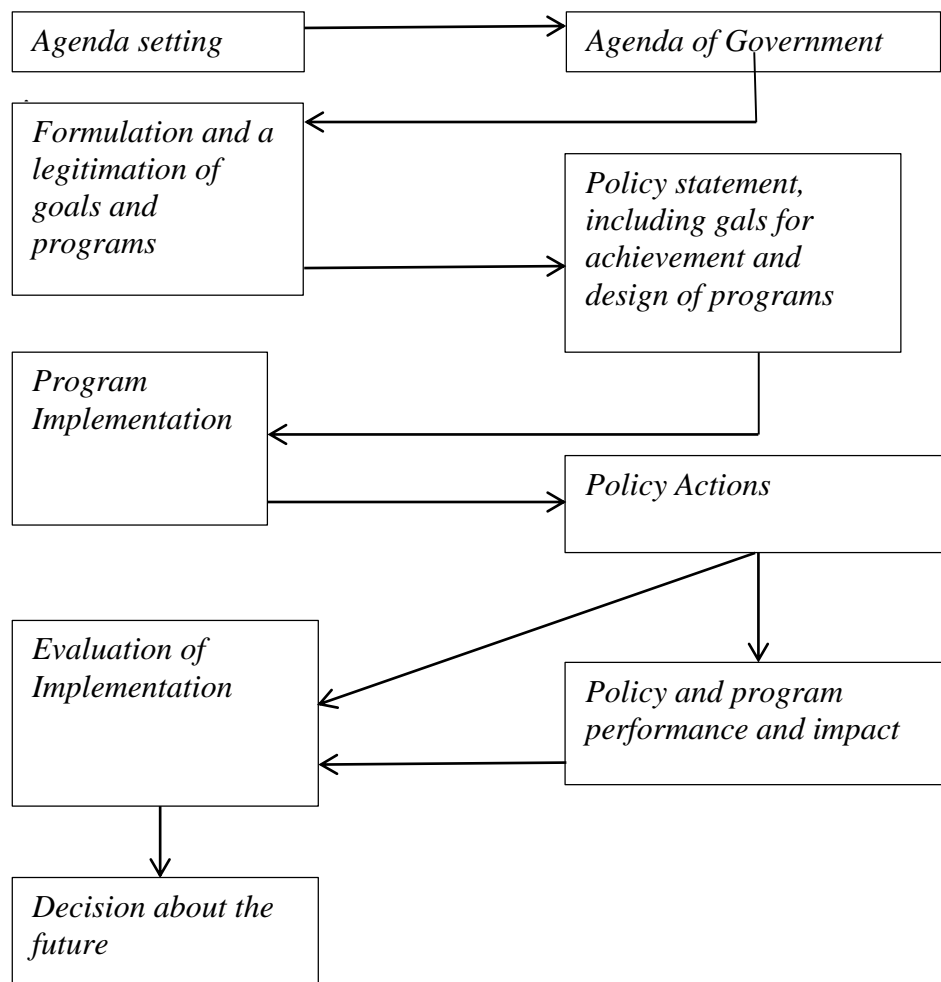 Agenda setting
Agenda of Government
Formulation and a
legitimation of
goals and
programs
Policy statement,
including gals for
achievement and
design of programs
Program
Implementation
Policy Actions
Evaluation of
Implementation
Policy and program
performance and impact
Decision about the
future